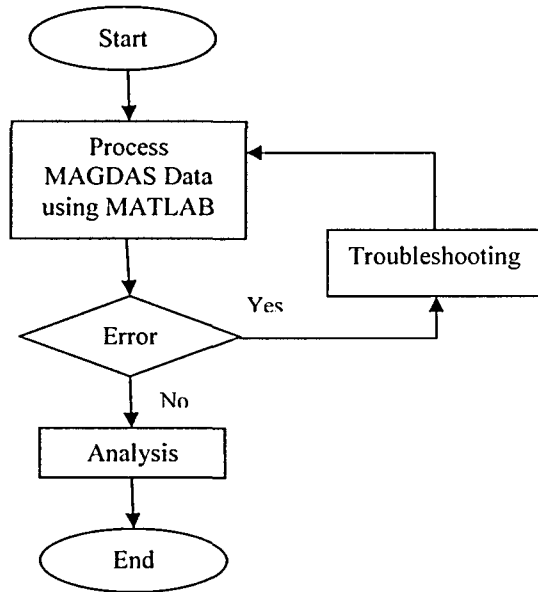 Start
Process
MAGDAS Data
using MATLAB
Troubleshooting
Yes
Error
No
Analysis
End